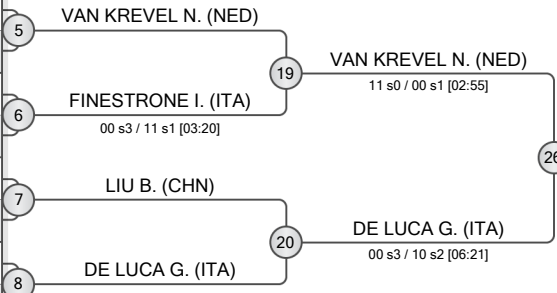 VAN KREVEL N. (NED)
5
19
VAN KREVEL N. (NED)
11 s0 / 00 s1 [02:55]
FINESTRONE I. (ITA)
6
00 s3 / 11 s1 [03:20]
26
LIU B. (CHN)
7
20
DE LUCA G. (ITA)
00 s3 / 10 s2 [06:21]
DE LUCA G. (ITA)
8